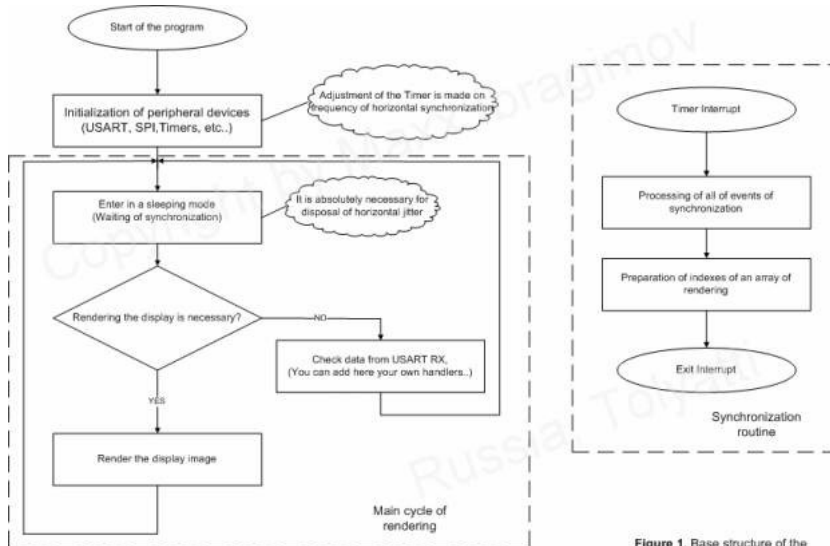 Start of the program
Initialization of peripheral devices
(USART, SPI,Timers, etc..)
Adjustment of the Timer is made on
frequency of horizontal synchronization
Enter in a sleeping mode
(Waiting of synchronization)
It is absolutely necessary for
disposal of horizontal jitter
Rendering the display is necessary?
NO
Check data from USART RX,
(You can add here your own handlers..)
YES
Render the display image
Main cycle of
rendering
Timer Interrupt
Processing of all of events of
synchronization
Preparation of indexes of an array of
rendering
Exit Interrupt
Synchronization
routine
Figure 1. Base structure of the
Copyright by Maxx Ibragimov
Russia, Tolyatti